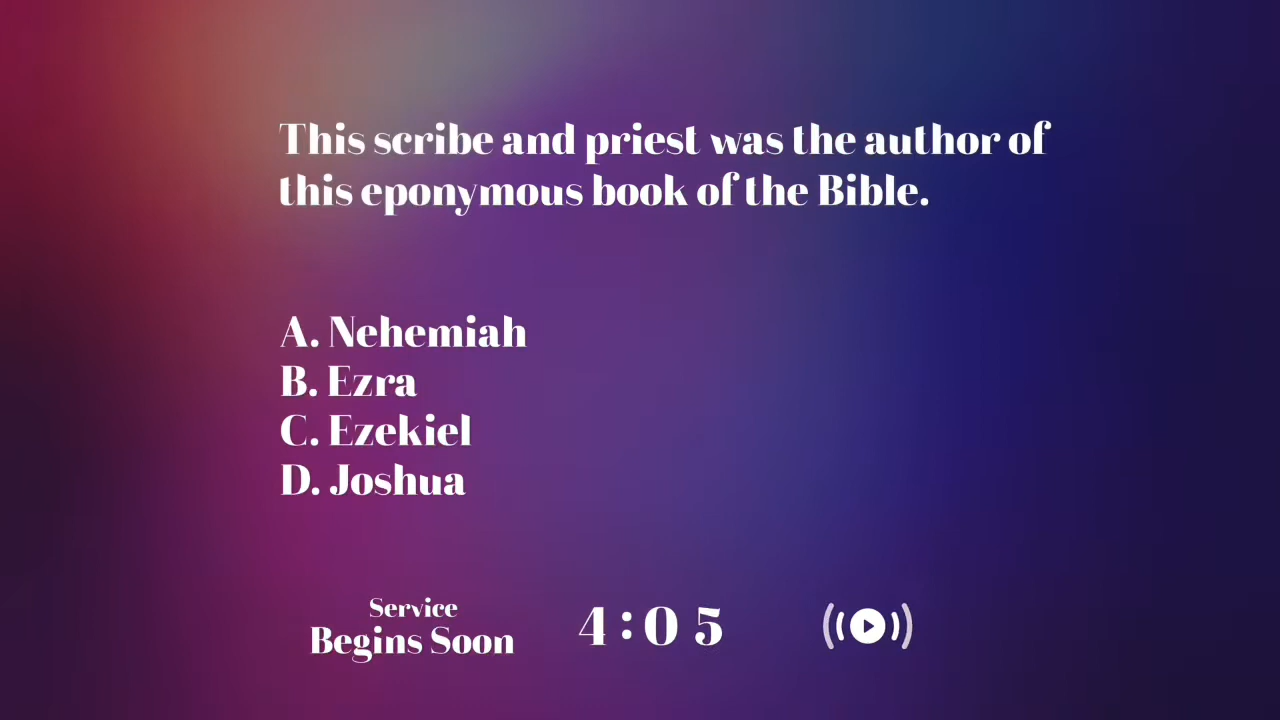 This scribe and priest was the author of
this eponymous book of the Bible.
A. Nehemiah
B. Ezra
C. Ezekiel
D. Joshua
Service
Begins Soon
4:05